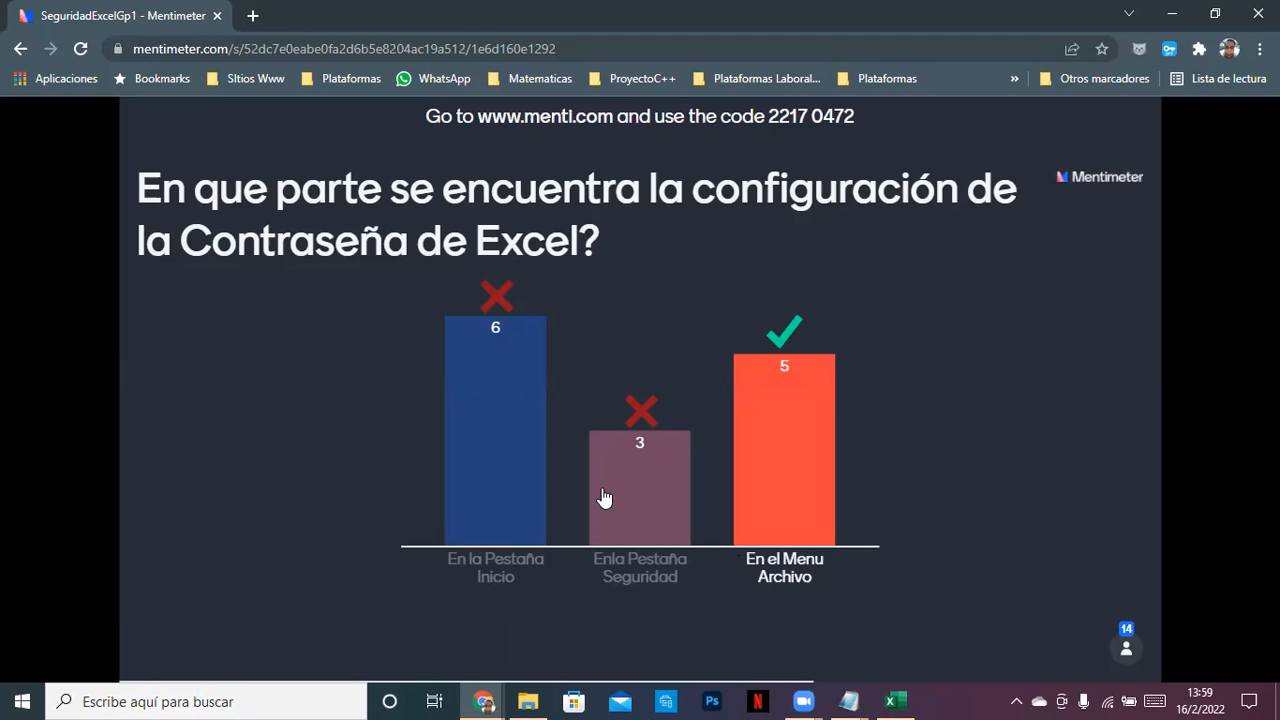 SeguridadExcelGp1 - Mentimeter
mentimeter.com/s/52dc7e0eabe0fa2d6b5e8204ac19a512/1e6d160e1292
Aplicaciones Bookmarks SItios Www Plataformas WhatsApp Matematicas ProyectoC++ Plataformas Laboral... Plataformas » Otros marcadores Lista de lectura
Go to www.menti.com and use the code 2217 0472
En que parte se encuentra la configuración de
la Contraseña de Excel?
Mentimeter
6
3
5
En la Pestaña
Inicio
Enla Pestaña
Seguridad
En el Menu
Archivo
14
Escribe aquí para buscar
Ps
N
13:59
16/2/2022